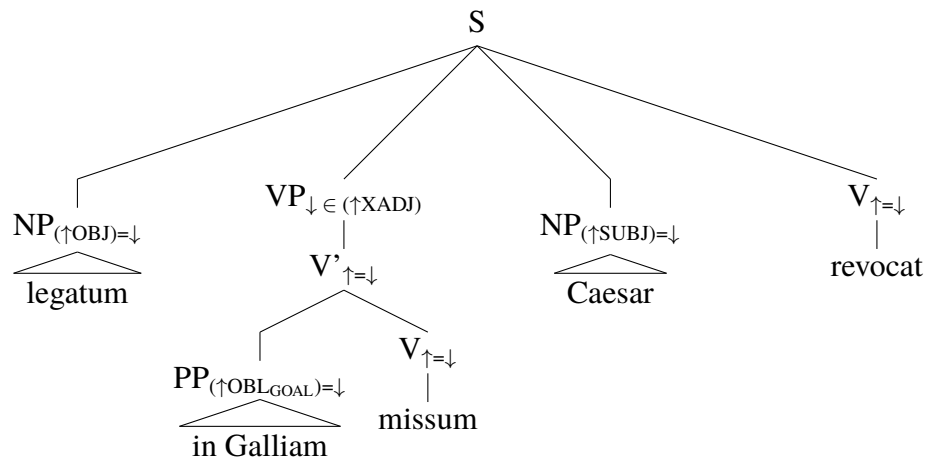 S
NP(↑OBJ)=↓ VP↓ ∈ (↑XADJ) NP(↑SUBJ)=↓ V↑=↓
legatum V’↑=↓ Caesar revocat
PP(↑OBLGOAL)=↓ V↑=↓
in Galliam missum